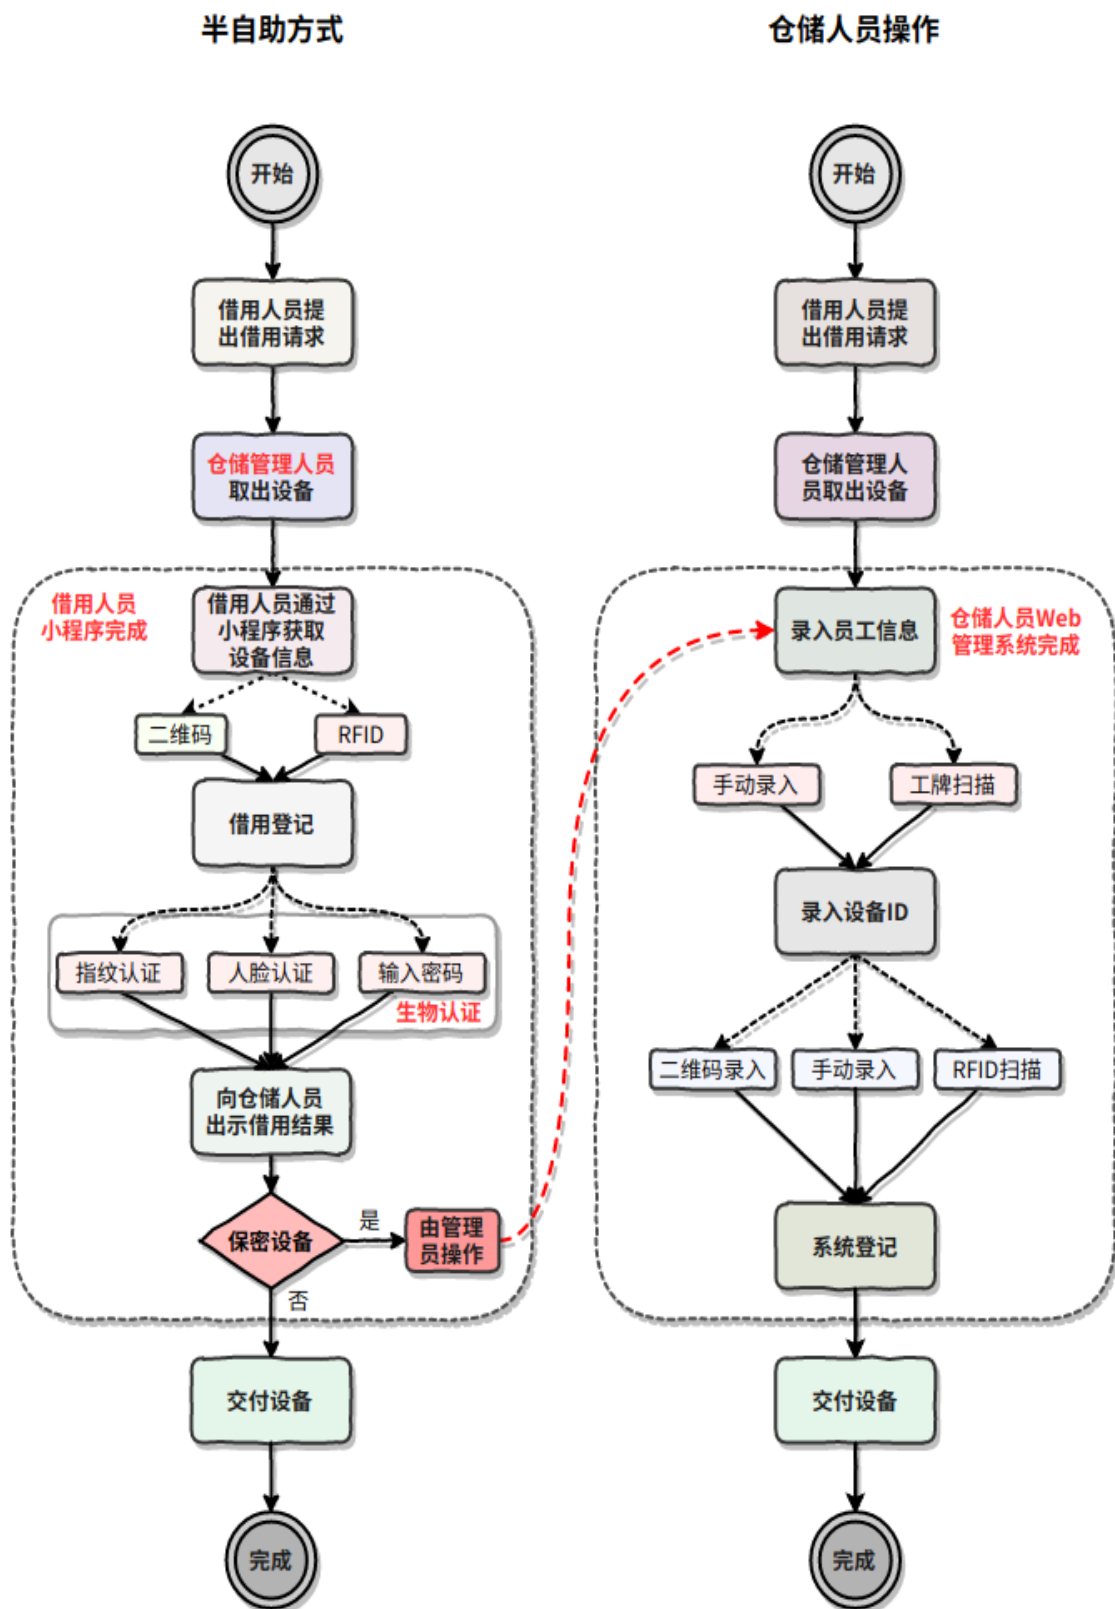 半自助方式
开始
借用人员提
出借用请求
仓储管理人员
取出设备
借用人员
小程序完成
借用人员通过
小程序获取
设备信息
二维码
RFID
借用登记
指纹认证
人脸认证
输入密码
生物认证
向仓储人员
出示借用结果
保密设备
是
由管理
员操作
否
交付设备
完成
仓储人员操作
开始
借用人员提
出借用请求
仓储管理人
员取出设备
录入员工信息
仓储人员Web
管理系统完成
手动录入
工牌扫描
录入设备ID
二维码录入
手动录入
RFID扫描
系统登记
交付设备
完成